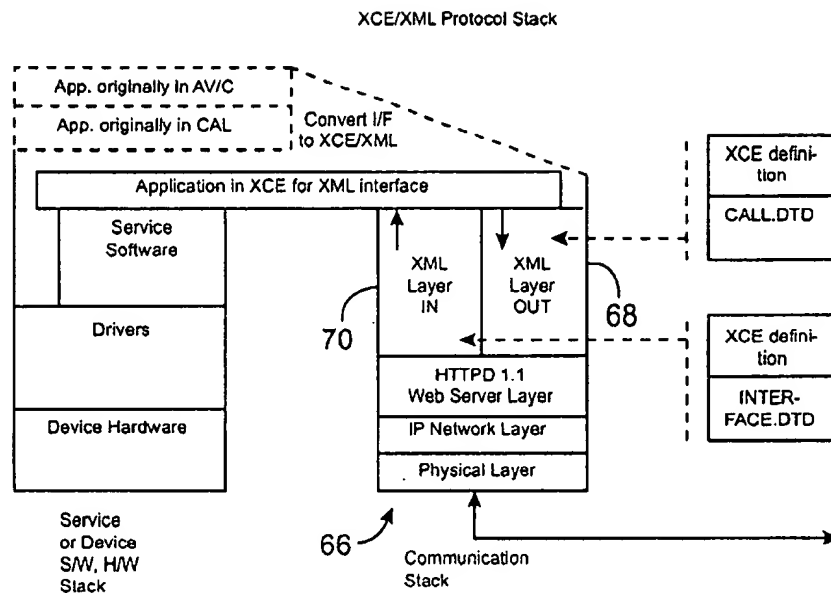 XCE/XML Protocol Stack
App. originally in AV/C
App. originally in CAL
Convert I/F
to XCE/XML
Application in XCE for XML interface
Service
Software
Drivers
Device Hardware
Service
or Device
S/W, H/W
Stack
XML
Layer
IN
XML
Layer
OUT
70
68
HTTPD 1.1
Web Server Layer
IP Network Layer
Physical Layer
66
Communication
Stack
XCE defini-
tion
CALL.DTD
XCE defini-
tion
INTER-
FACE.DTD